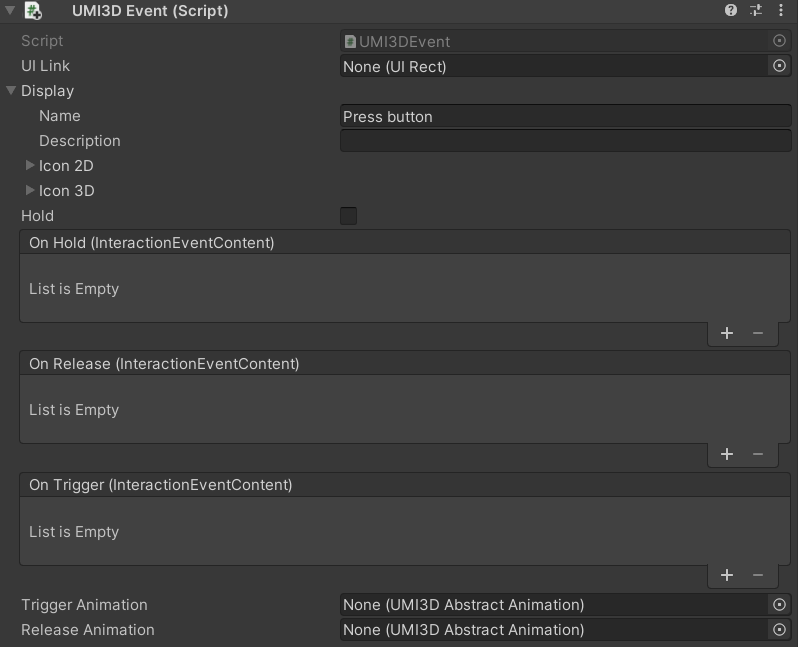 UMI3D Event (Script)
Script UMI3DEvent
UI Link None (UI Rect)
Display
Name Press button
Description
Icon 2D
Icon 3D
Hold
On Hold (InteractionEventContent)
List is Empty
+ −
On Release (InteractionEventContent)
List is Empty
+ −
On Trigger (InteractionEventContent)
List is Empty
+ −
Trigger Animation None (UMI3D Abstract Animation)
Release Animation None (UMI3D Abstract Animation)